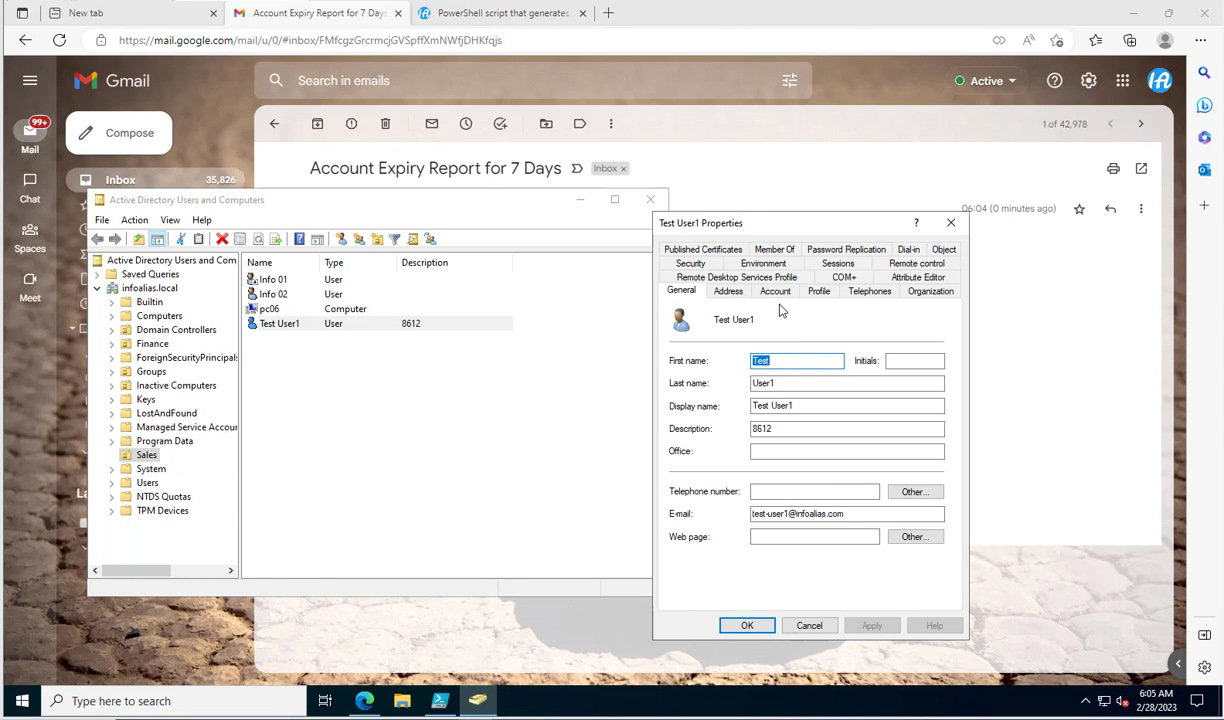 New tab
Account Expiry Report for 7 Days
PowerShell script that generates
https://mail.google.com/mail/u/0/#inbox/FMfcgzGrcrmcjGVSpffXmNWfjDHKfqjs
Gmail
Search in emails
Active
99+
Mail
Compose
1 of 42,978
Chat
Inbox 35,826
Account Expiry Report for 7 Days
Inbox
Spaces
Meet
06:04 (0 minutes ago)
Active Directory Users and Computers
File Action View Help
Active Directory Users and Com
Saved Queries
infoalias.local
Builtin
Computers
Domain Controllers
Finance
ForeignSecurityPrincipals
Groups
Inactive Computers
Keys
LostAndFound
Managed Service Accou
Program Data
Sales
System
Users
NTDS Quotas
TPM Devices
Name Type Description
Info 01 User
Info 02 User
pc06 Computer
Test User1 User 8612
Test User1 Properties
Published Certificates Member Of Password Replication Dial-in Object
Security Environment Sessions Remote control
Remote Desktop Services Profile COM+ Attribute Editor
General Address Account Profile Telephones Organization
Test User1
First name: Test Initials:
Last name: User1
Display name: Test User1
Description: 8612
Office:
Telephone number: Other...
E-mail: test-user1@infoalias.com
Web page: Other...
OK Cancel Apply Help
Type here to search
6:05 AM
2/28/2023